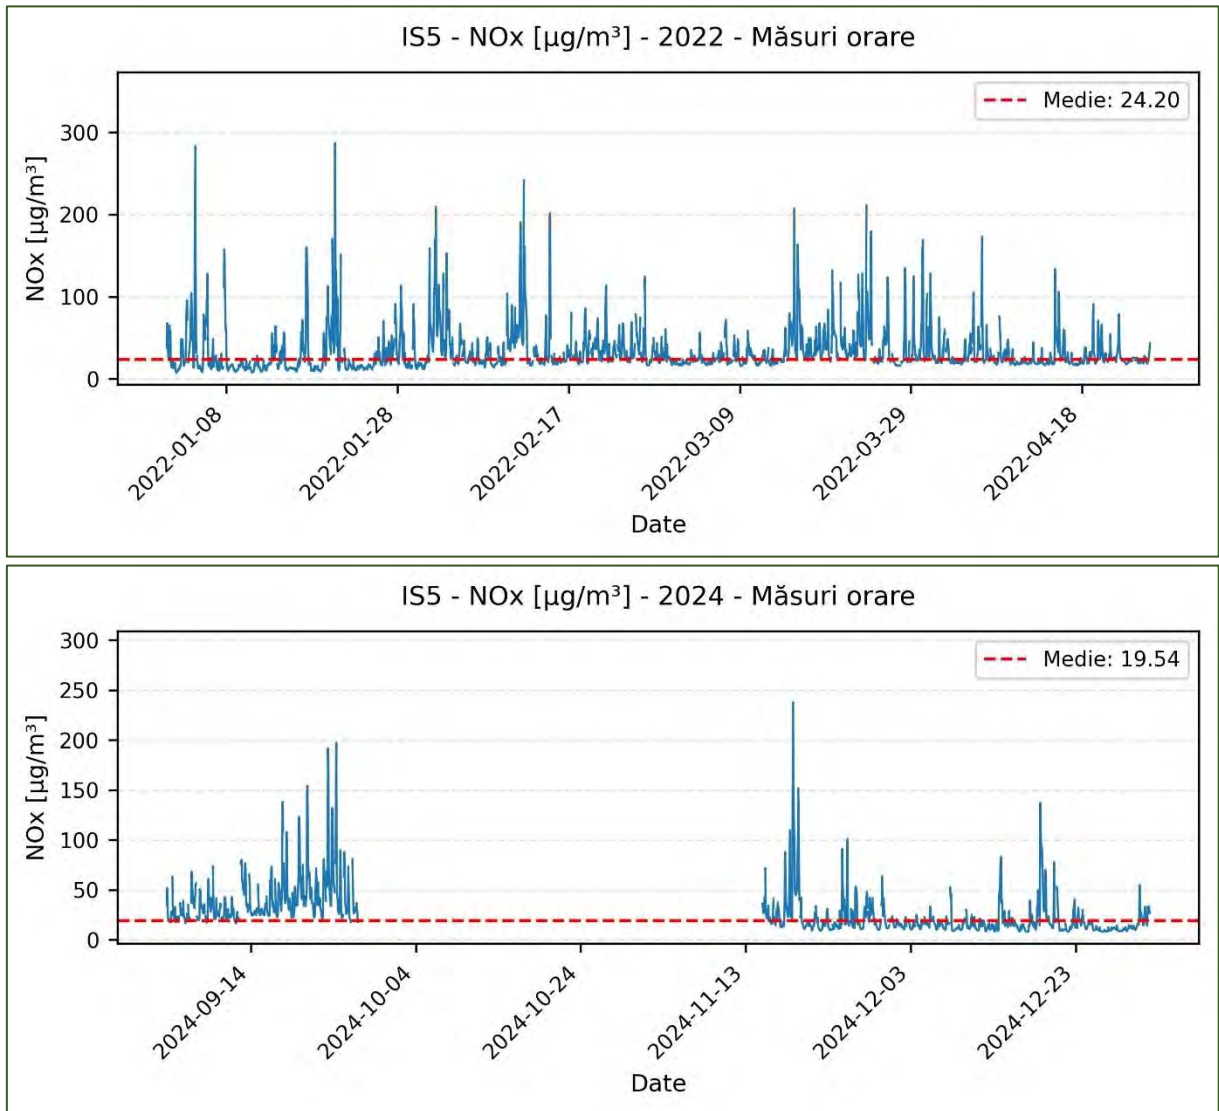 IS5 - NOx [µg/m³] - 2022 - Măsuri orare
Medie: 24.20
NOx [µg/m³]
300
200
100
0
2022-01-08
2022-01-28
2022-02-17
2022-03-09
2022-03-29
2022-04-18
Date
IS5 - NOx [µg/m³] - 2024 - Măsuri orare
Medie: 19.54
NOx [µg/m³]
300
250
200
150
100
50
0
2024-09-14
2024-10-04
2024-10-24
2024-11-13
2024-12-03
2024-12-23
Date